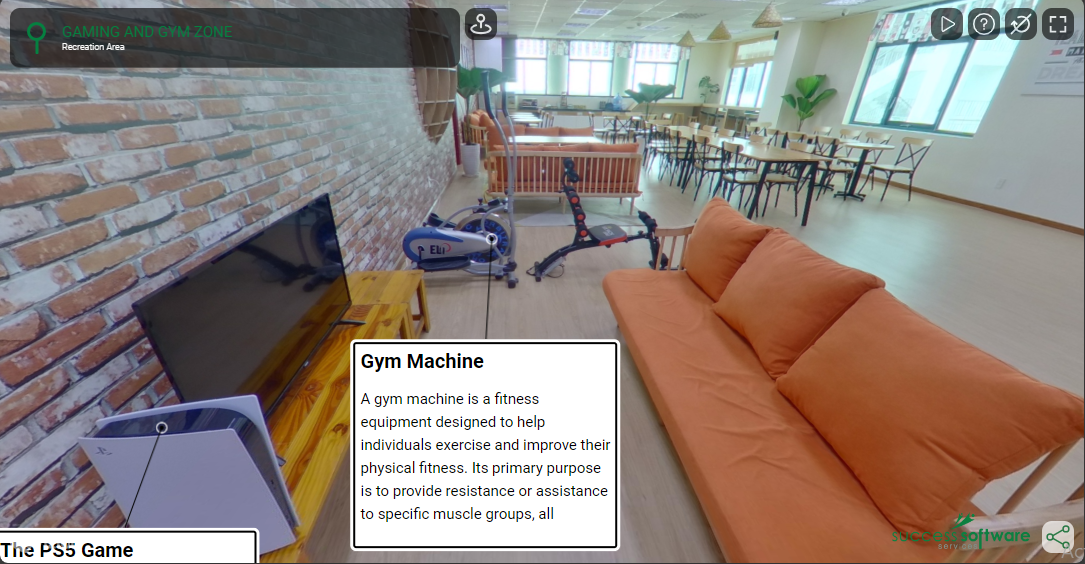 GAMING AND GYM ZONE
Recreation Area
Gym Machine
A gym machine is a fitness
equipment designed to help
individuals exercise and improve their
physical fitness. Its primary purpose
is to provide resistance or assistance
to specific muscle groups, all
The PS5 Game
success software
services